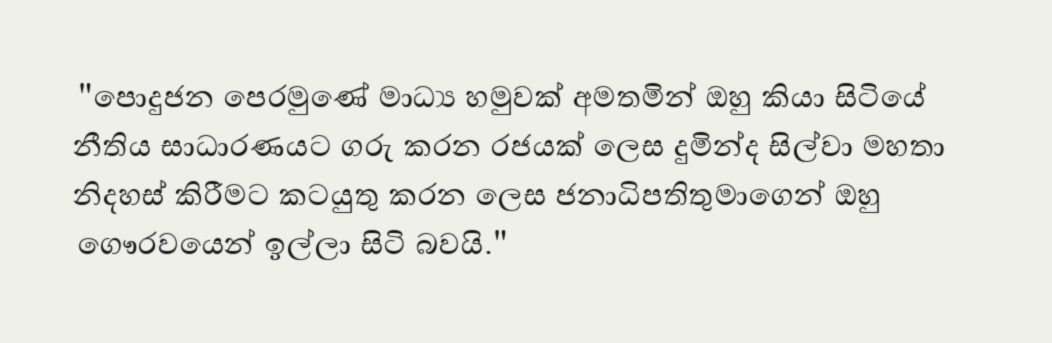 "පොදුජන පෙරමුණේ මාධ්‍ය හමුවක් අමතමින් ඔහු කියා සිටියේ
නීතිය සාධාරණයට ගරු කරන රජයක් ලෙස දුමින්ද සිල්වා මහතා
නිදහස් කිරීමට කටයුතු කරන ලෙස ජනාධිපතිතුමාගෙන් ඔහු
ගෞරවයෙන් ඉල්ලා සිටි බවයි."